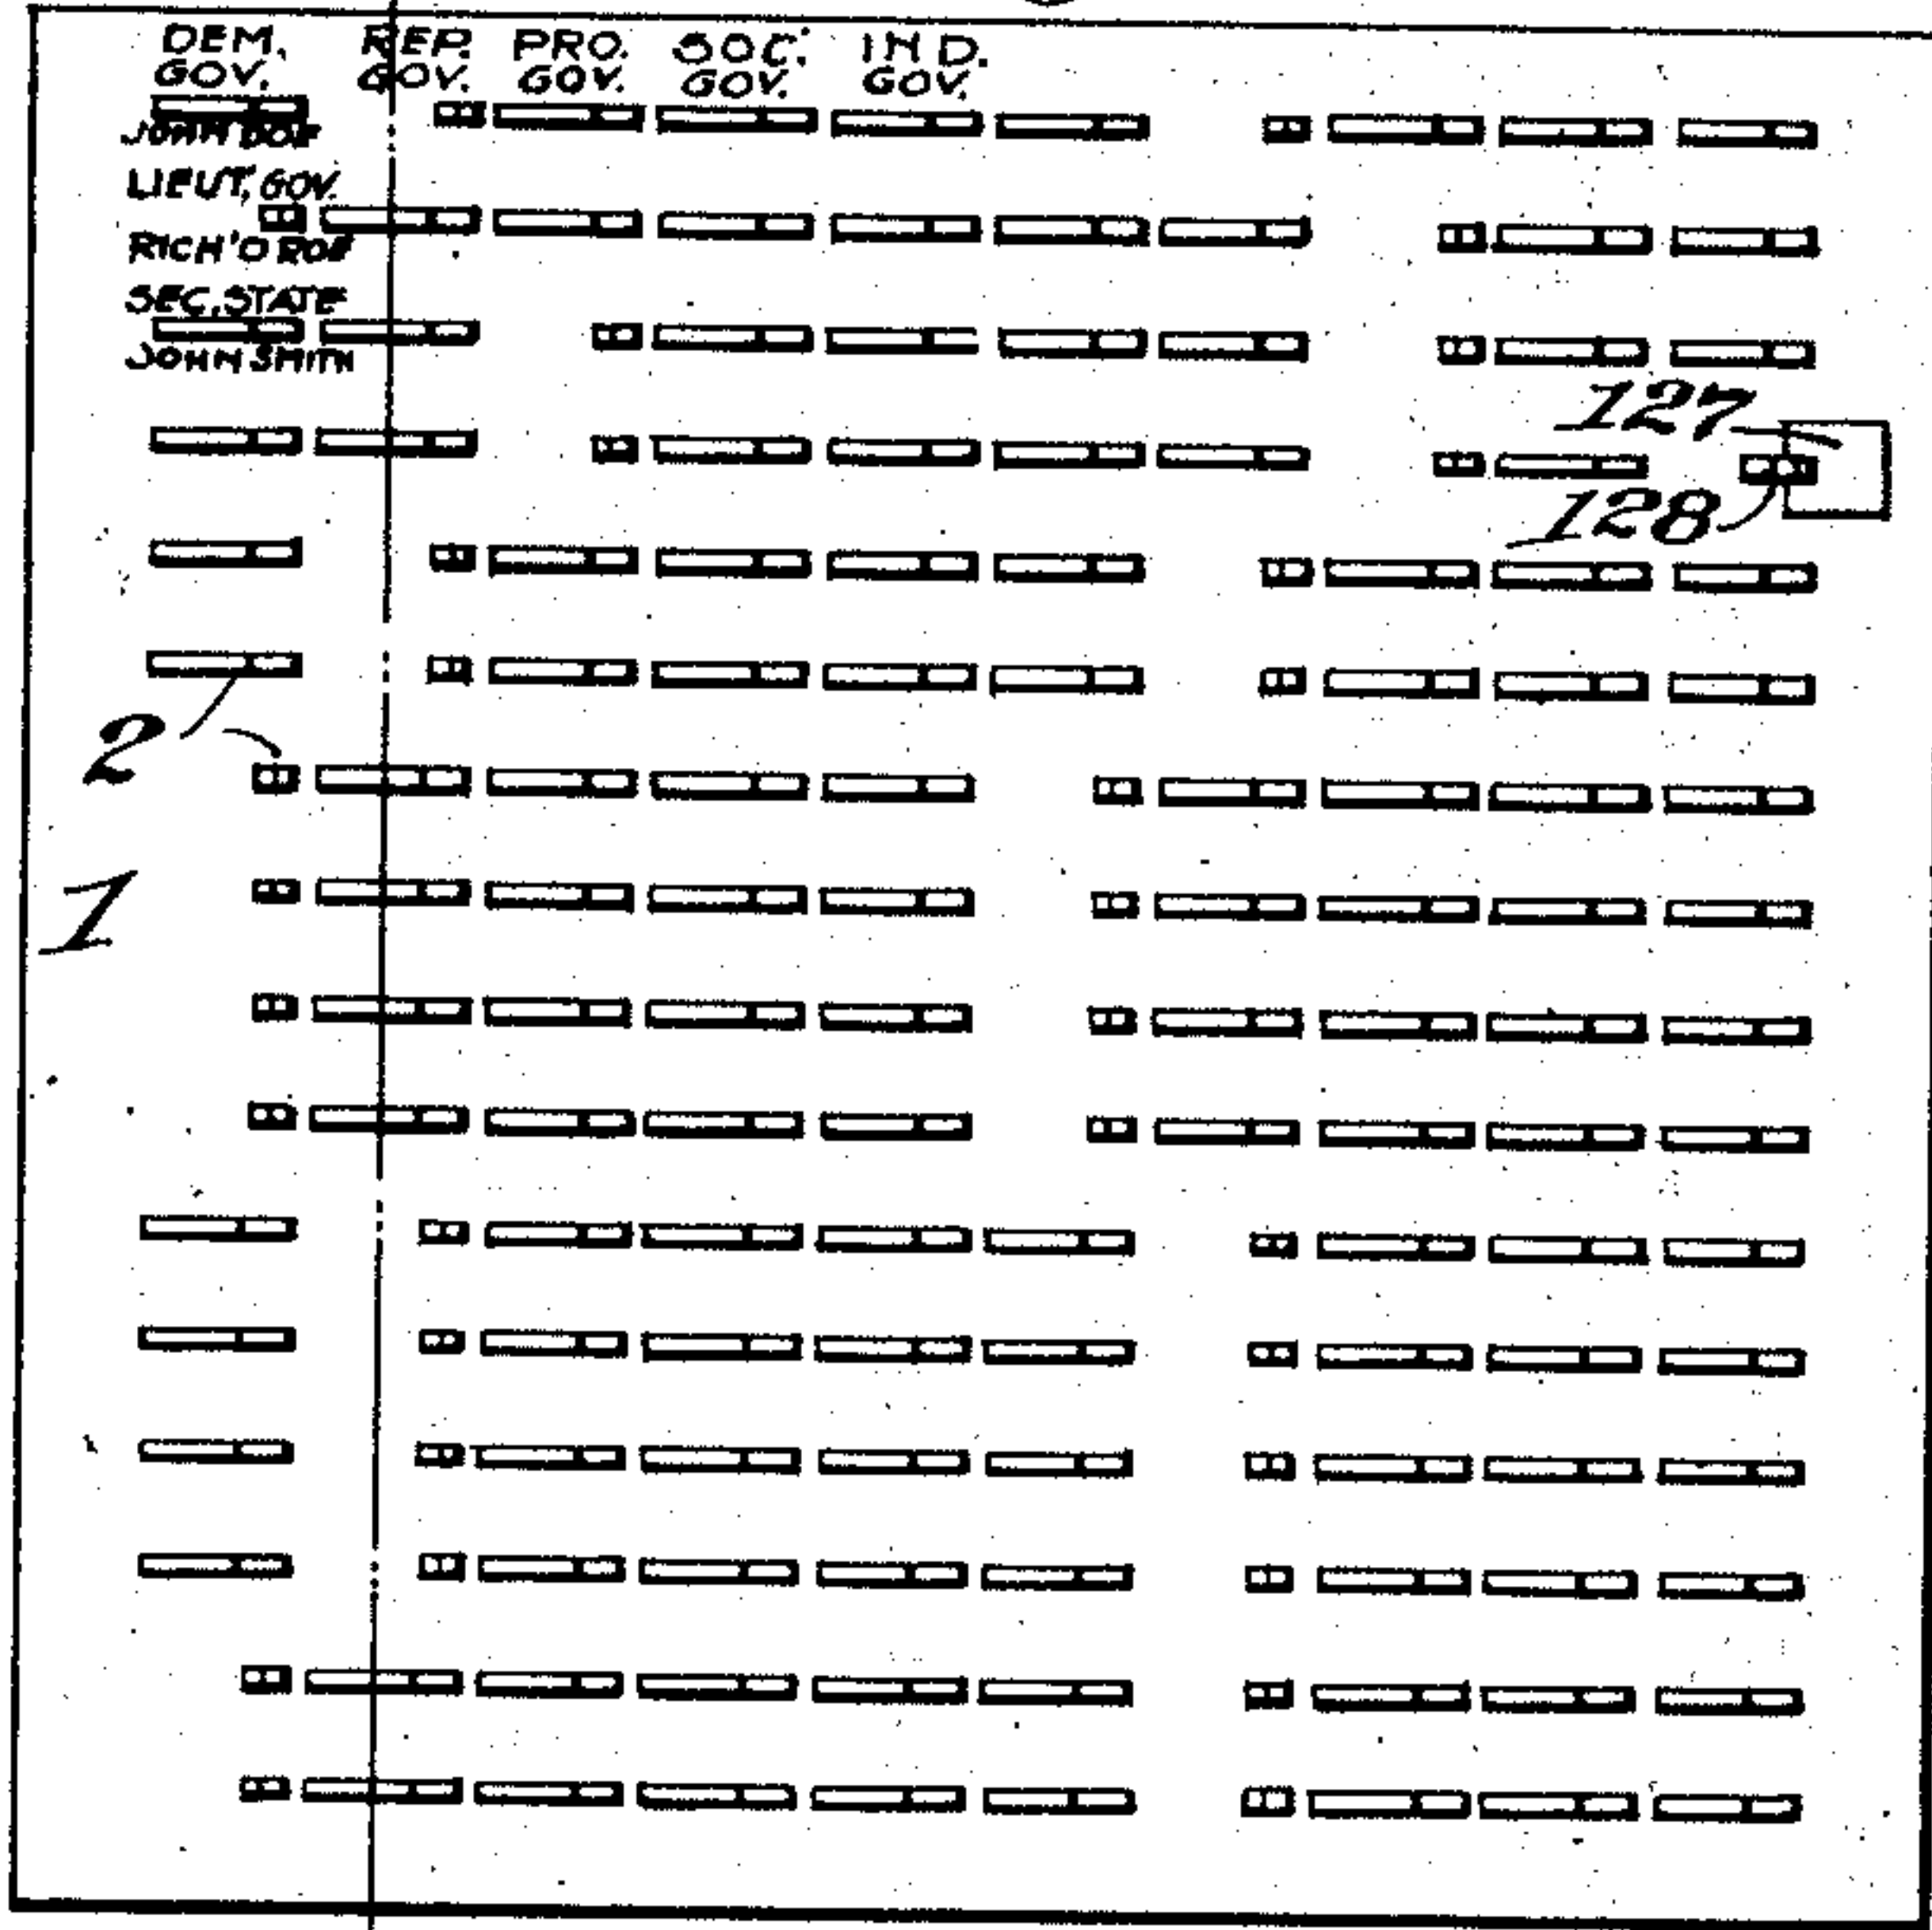 DEM. REP. PRO. SOC. IND.
GOV. GOV. GOV. GOV. GOV.
JOHN DOE
LIEUT. GOV.
RICH'D ROE
SEC. STATE
JOHN SMITH
127
128
2
1